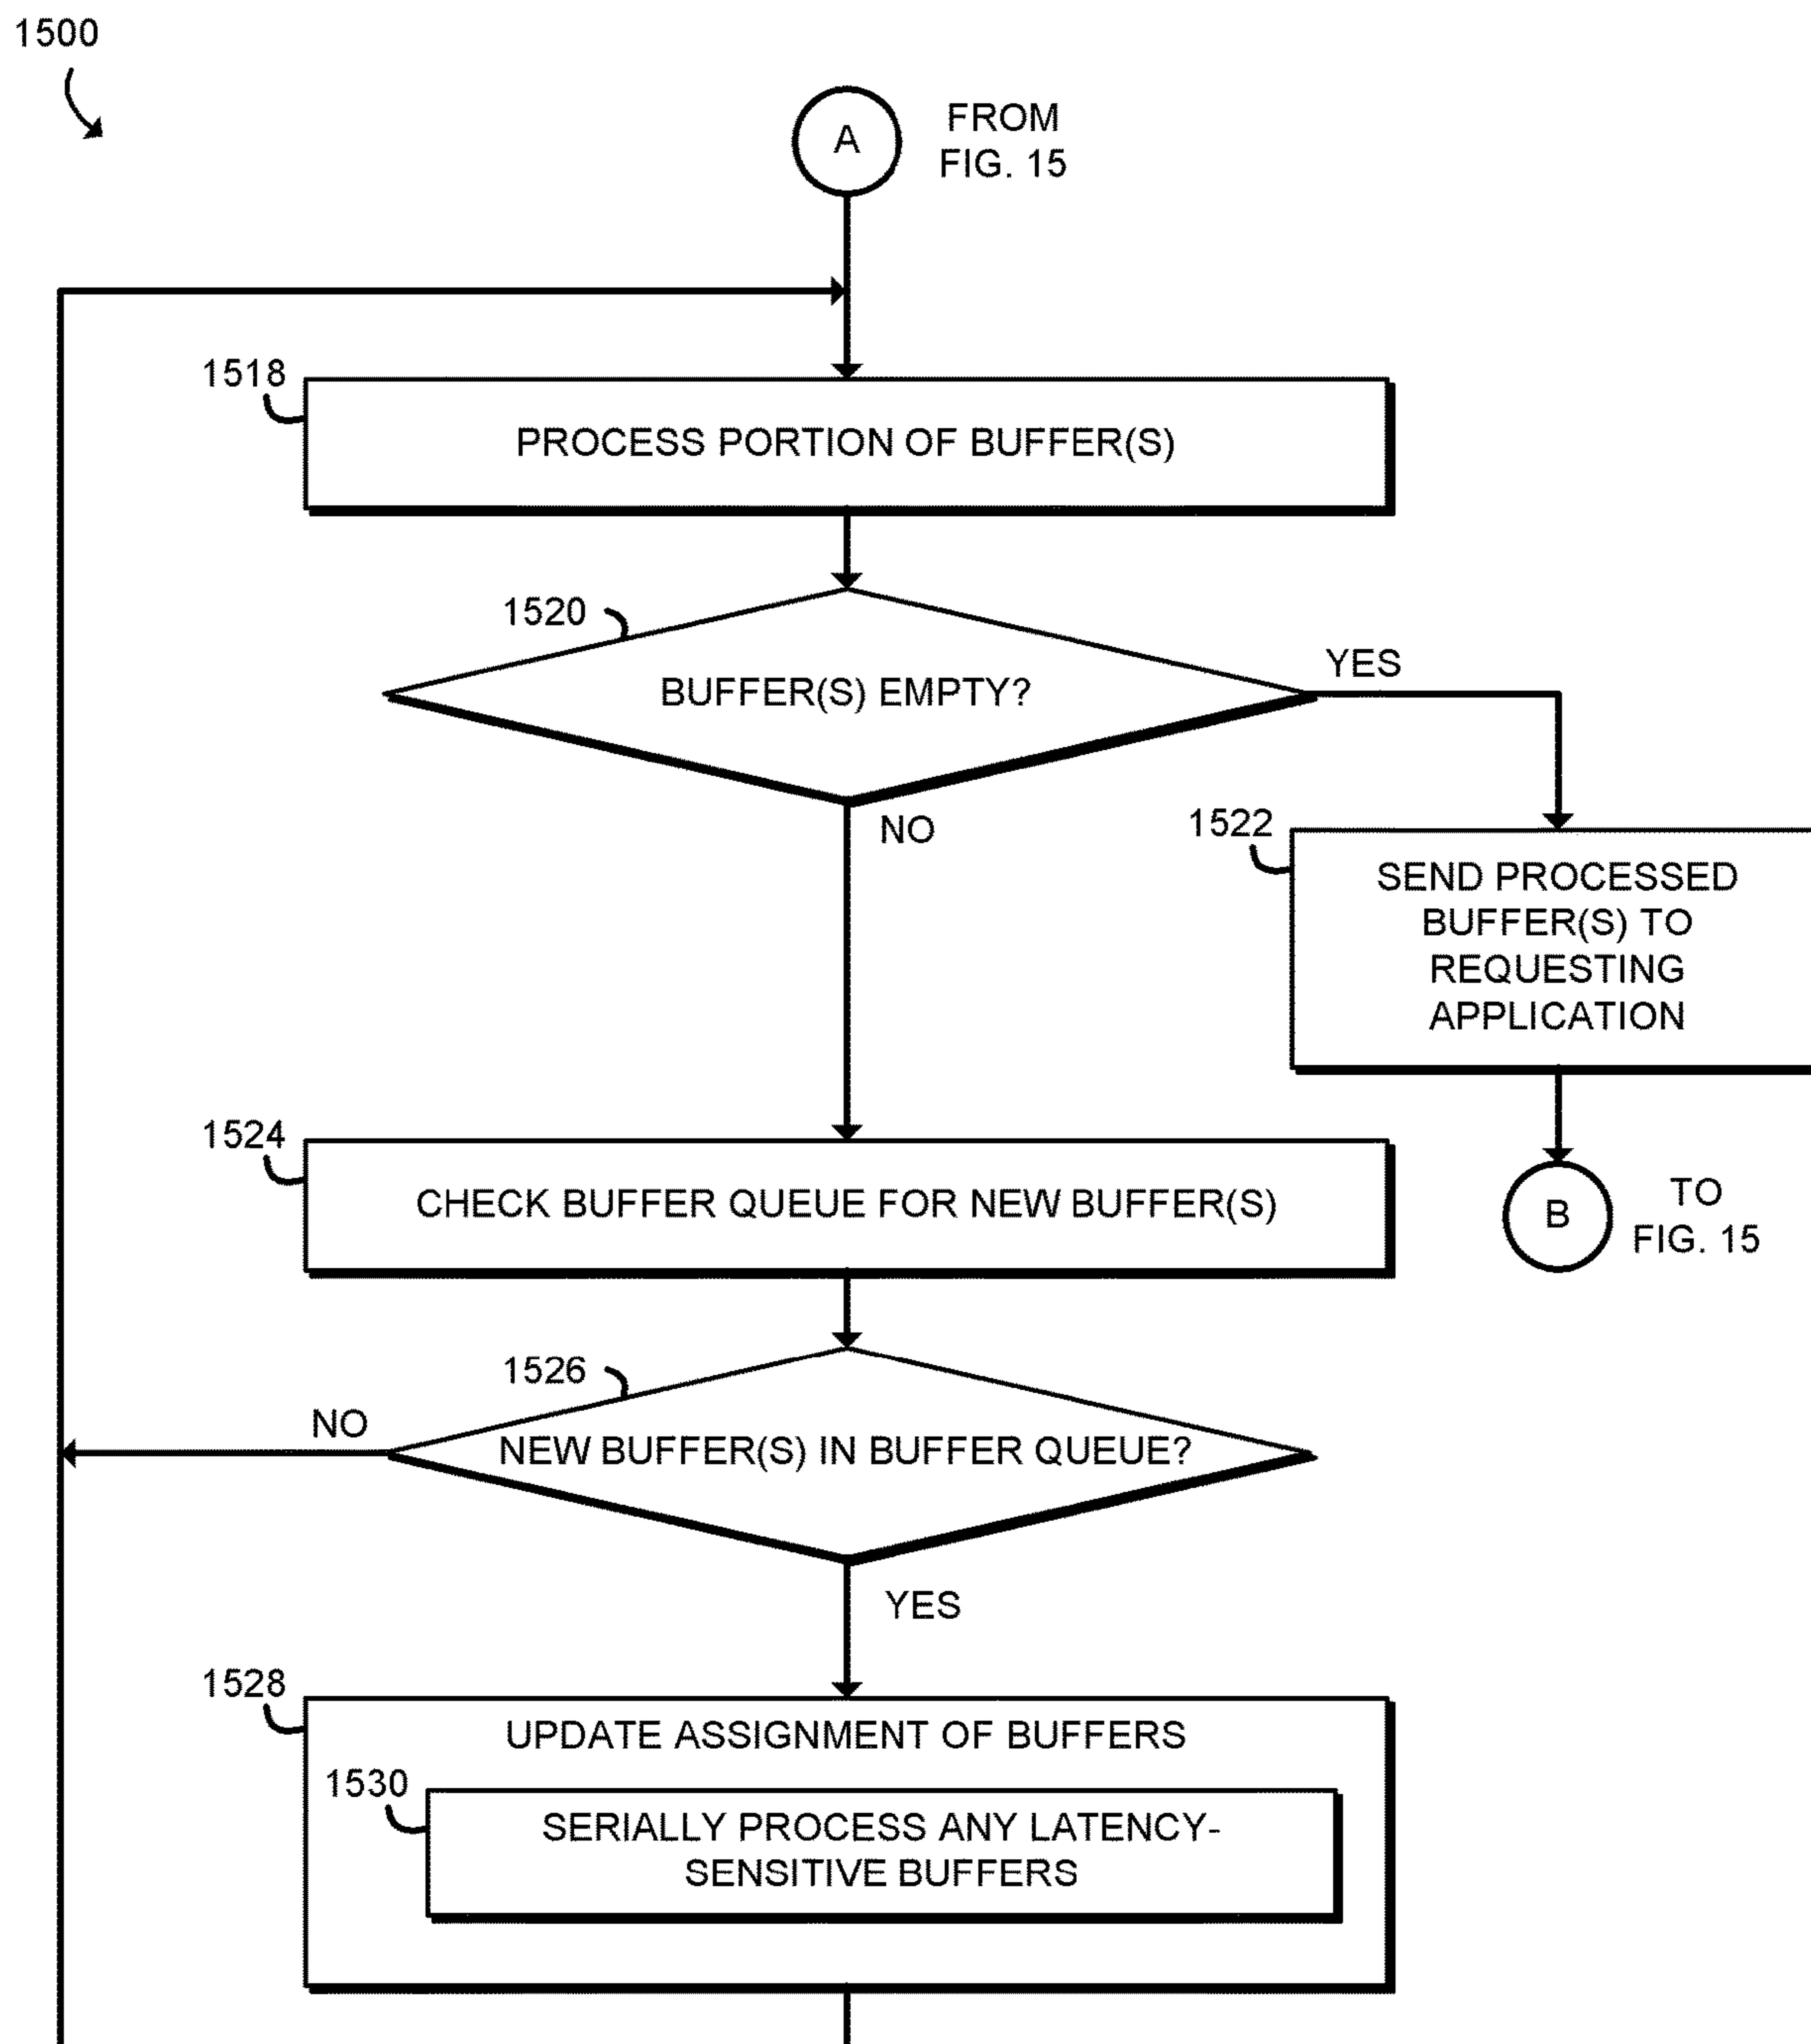 1500
A
FROM
FIG. 15
1518
PROCESS PORTION OF BUFFER(S)
1520
BUFFER(S) EMPTY?
YES
NO
1522
SEND PROCESSED
BUFFER(S) TO
REQUESTING
APPLICATION
1524
CHECK BUFFER QUEUE FOR NEW BUFFER(S)
B
TO
FIG. 15
1526
NO
NEW BUFFER(S) IN BUFFER QUEUE?
YES
1528
UPDATE ASSIGNMENT OF BUFFERS
1530
SERIALLY PROCESS ANY LATENCY-
SENSITIVE BUFFERS